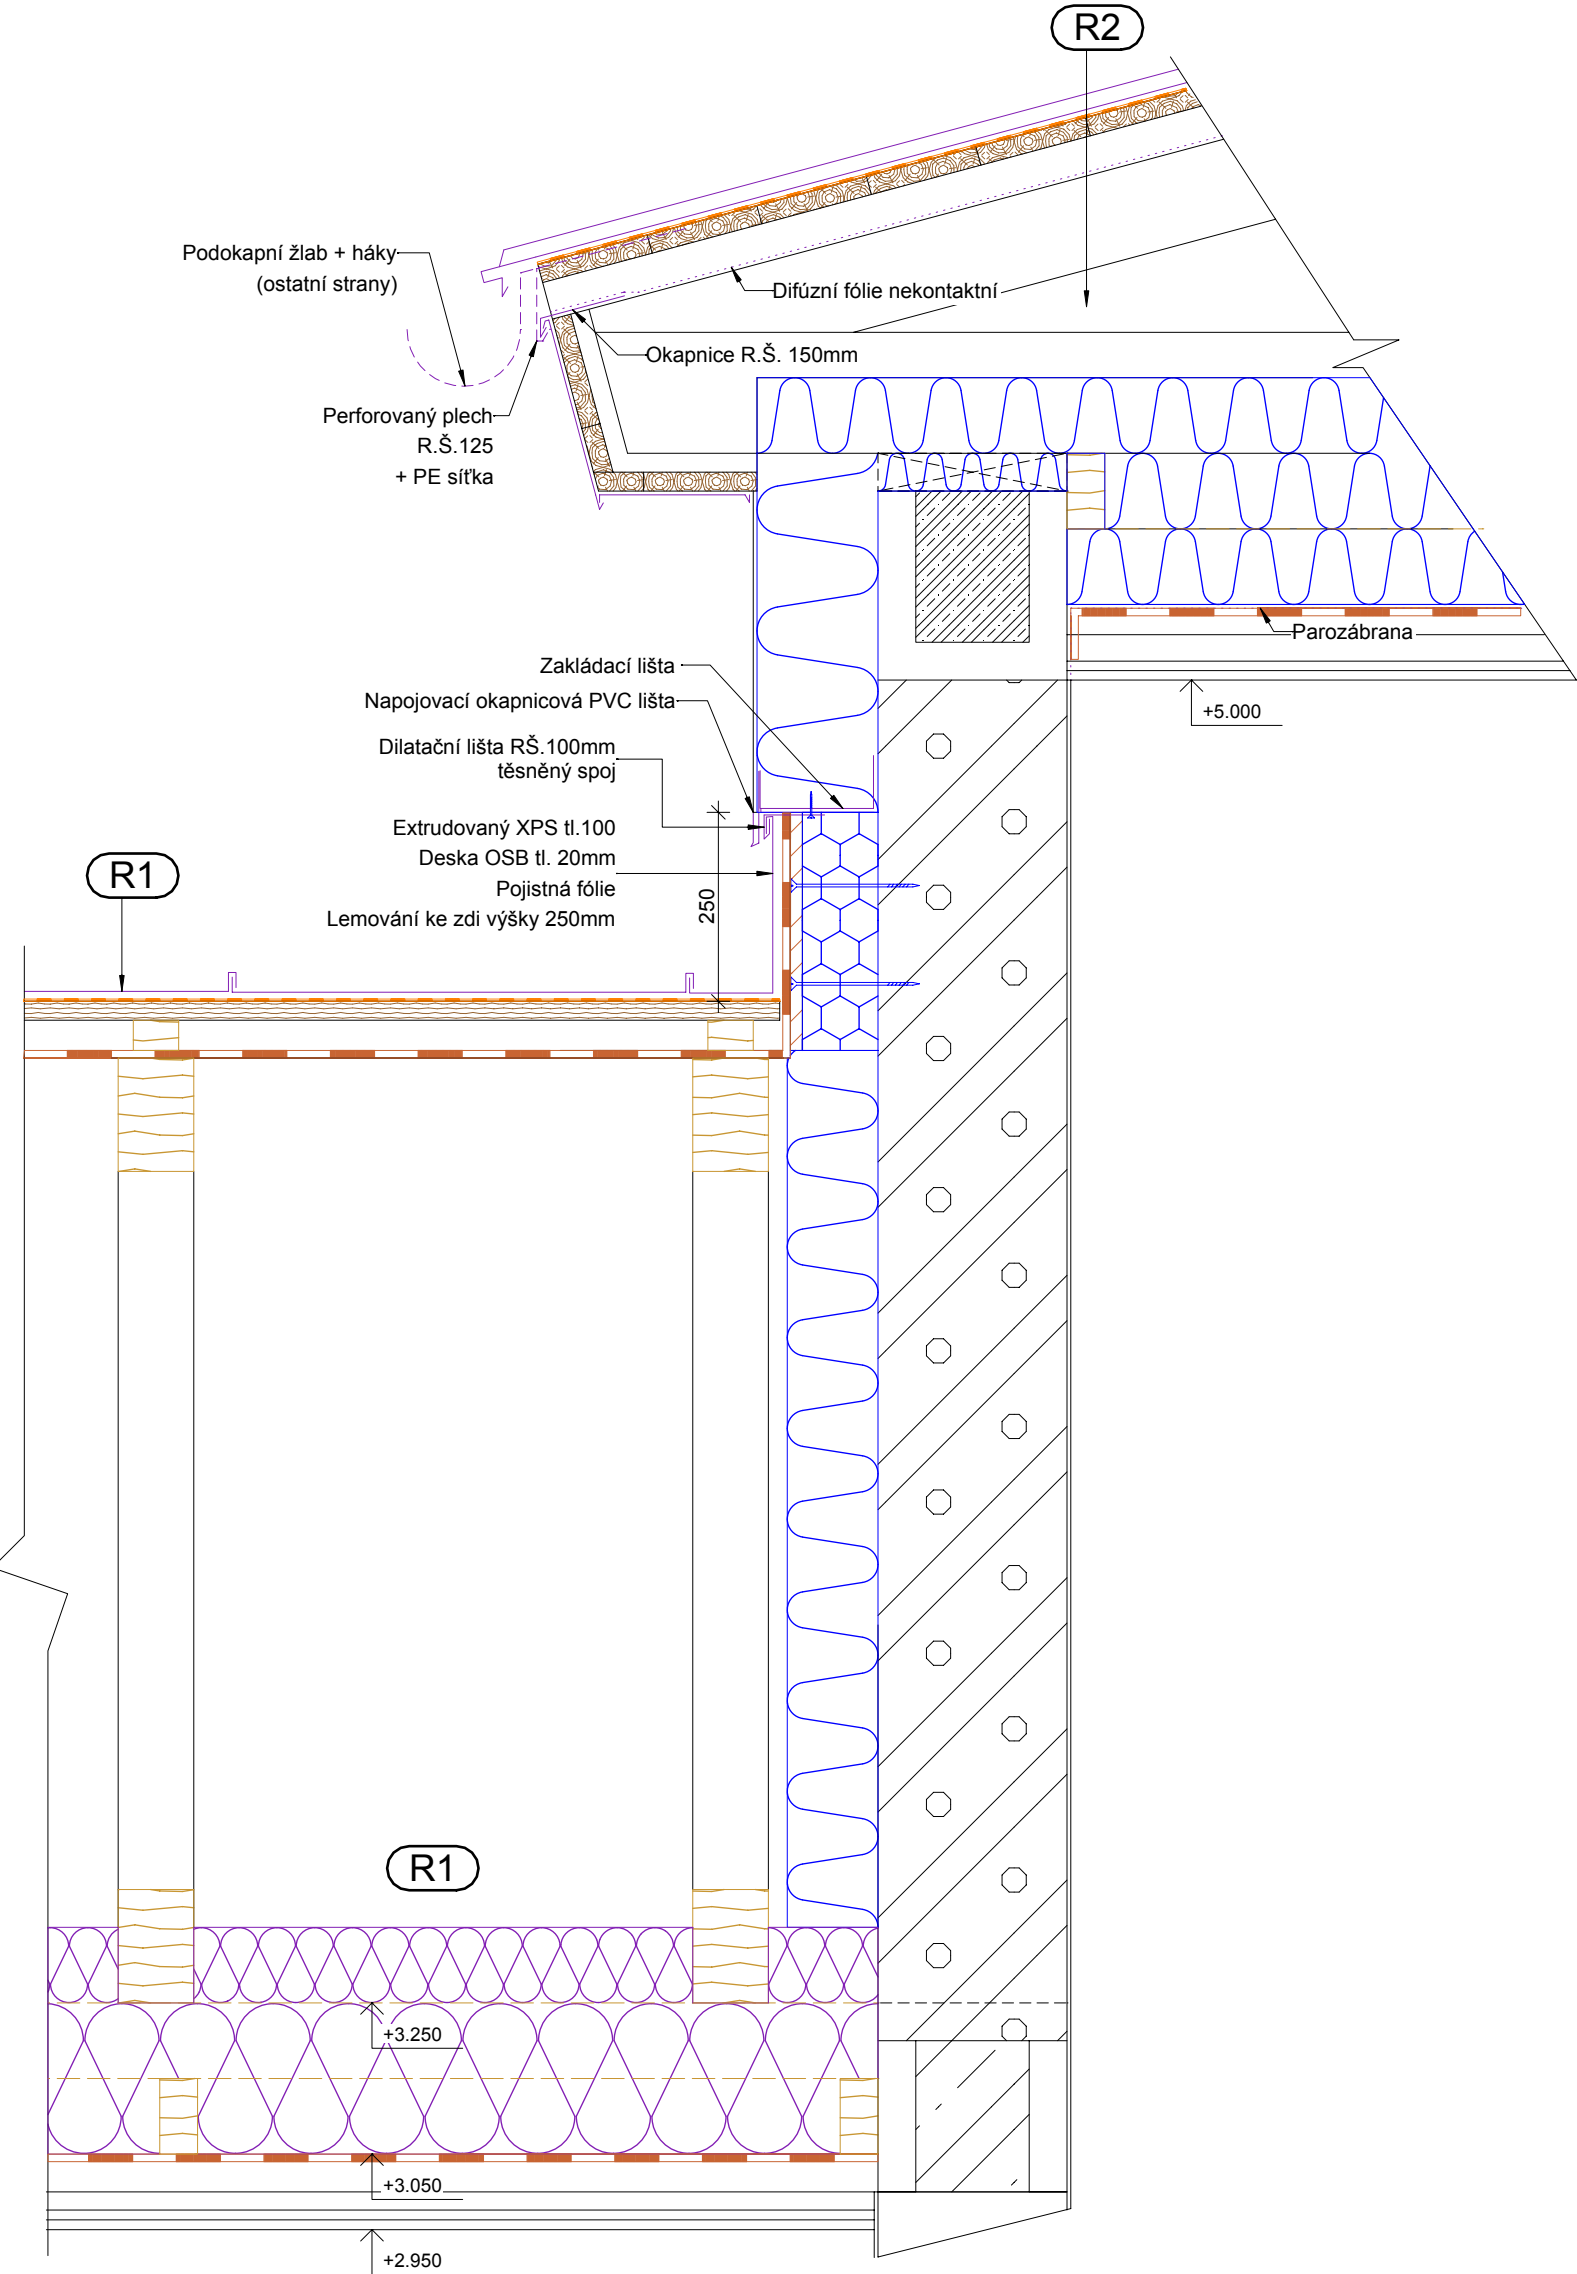 R2
Podokapní žlab + háky
(ostatní strany)
Difúzní fólie nekontaktní
Okapnice R.Š. 150mm
Perforovaný plech
R.Š.125
+ PE síťka
Parozábrana
Zakládací lišta
Napojovací okapnicová PVC lišta
+5.000
Dilatační lišta RŠ.100mm
těsněný spoj
Extrudovaný XPS tl.100
Deska OSB tl. 20mm
Pojistná fólie
Lemování ke zdi výšky 250mm
250
R1
R1
+3.250
+3.050
+2.950